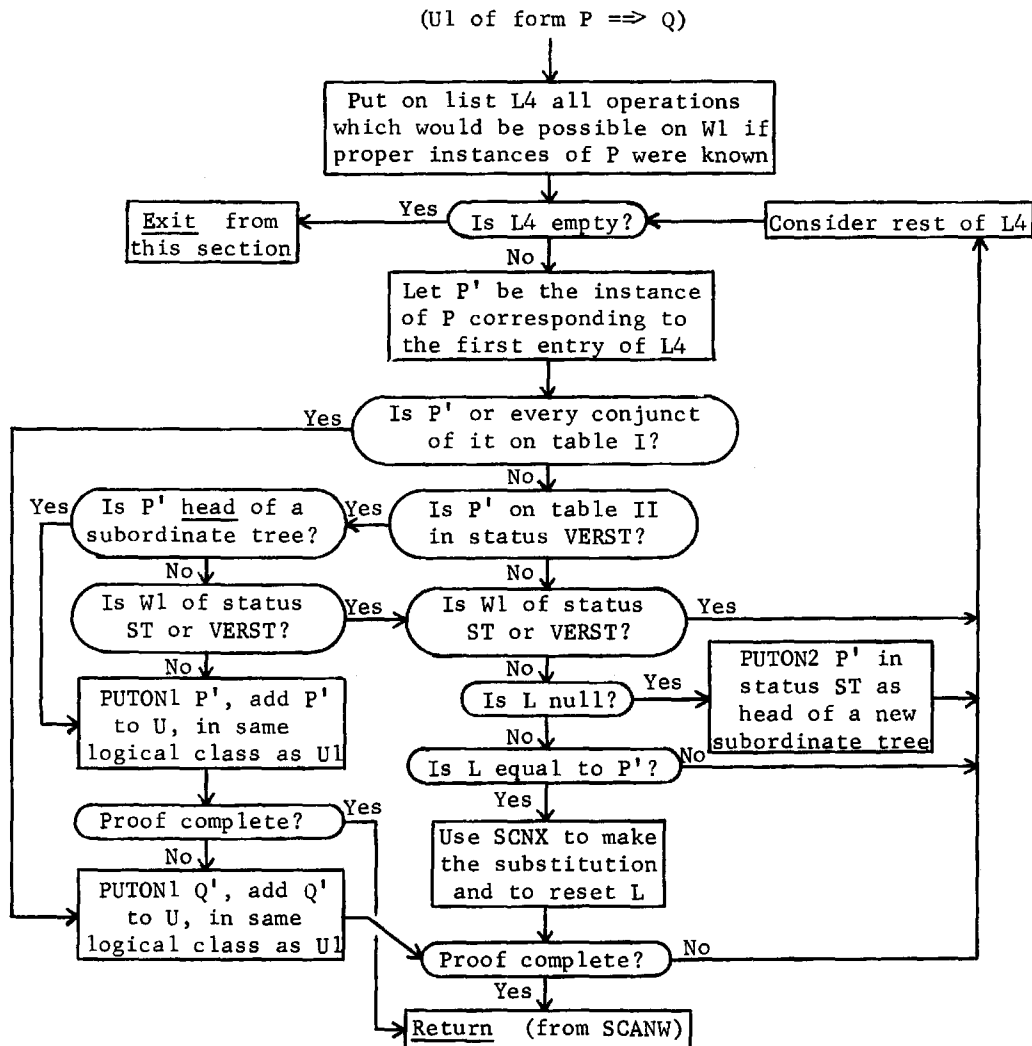 (U1 of form P ==> Q)
Put on list L4 all operations
which would be possible on W1 if
proper instances of P were known
Exit from
this section
Yes
Is L4 empty?
Consider rest of L4
No
Let P' be the instance
of P corresponding to
the first entry of L4
Yes
Is P' or every conjunct
of it on table I?
No
Yes
Is P' head of a
subordinate tree?
Yes
Is P' on table II
in status VERST?
No
No
Is W1 of status
ST or VERST?
Yes
Is W1 of status
ST or VERST?
Yes
No
No
PUTON1 P', add P'
to U, in same
logical class as U1
Is L null?
Yes
PUTON2 P' in
status ST as
head of a new
subordinate tree
No
Is L equal to P'?
No
Yes
Proof complete?
Yes
Use SCNX to make
the substitution
and to reset L
No
PUTON1 Q', add Q'
to U, in same
logical class as U1
Proof complete?
No
Yes
Return (from SCANW)